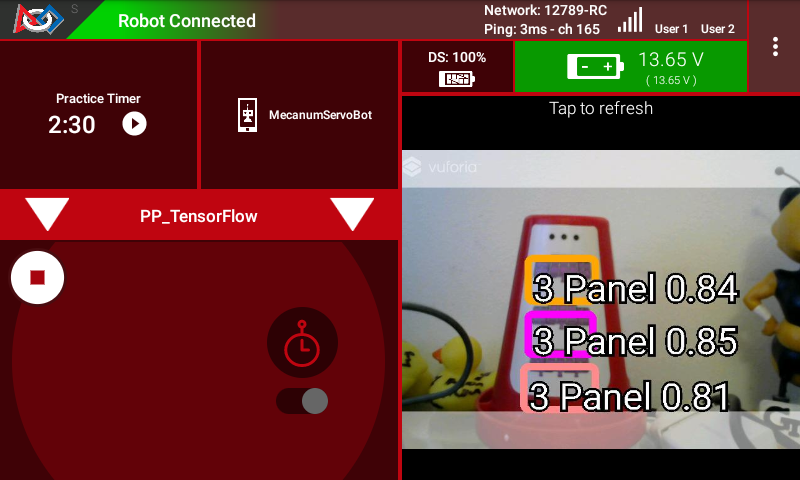 S
Robot Connected
Network: 12789-RC
Ping: 3ms - ch 165
User 1 User 2
Practice Timer
2:30
MecanumServoBot
DS: 100%
13.65 V
( 13.65 V )
Tap to refresh
PP_TensorFlow
vuforia
3 Panel 0.84
3 Panel 0.85
3 Panel 0.81